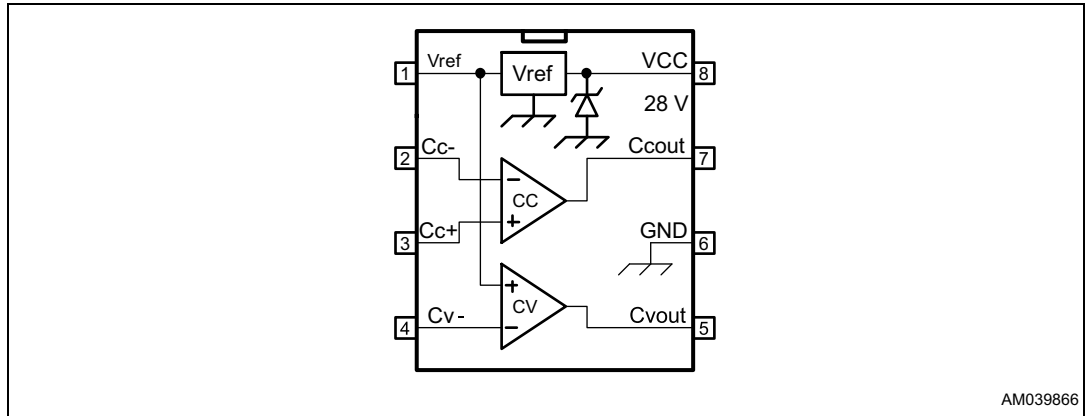 Vref
Vref
VCC
1
8
28 V
Cc-
Ccout
2
7
CC
Cc+
GND
3
6
CV
Cv -
Cvout
4
5
AM039866